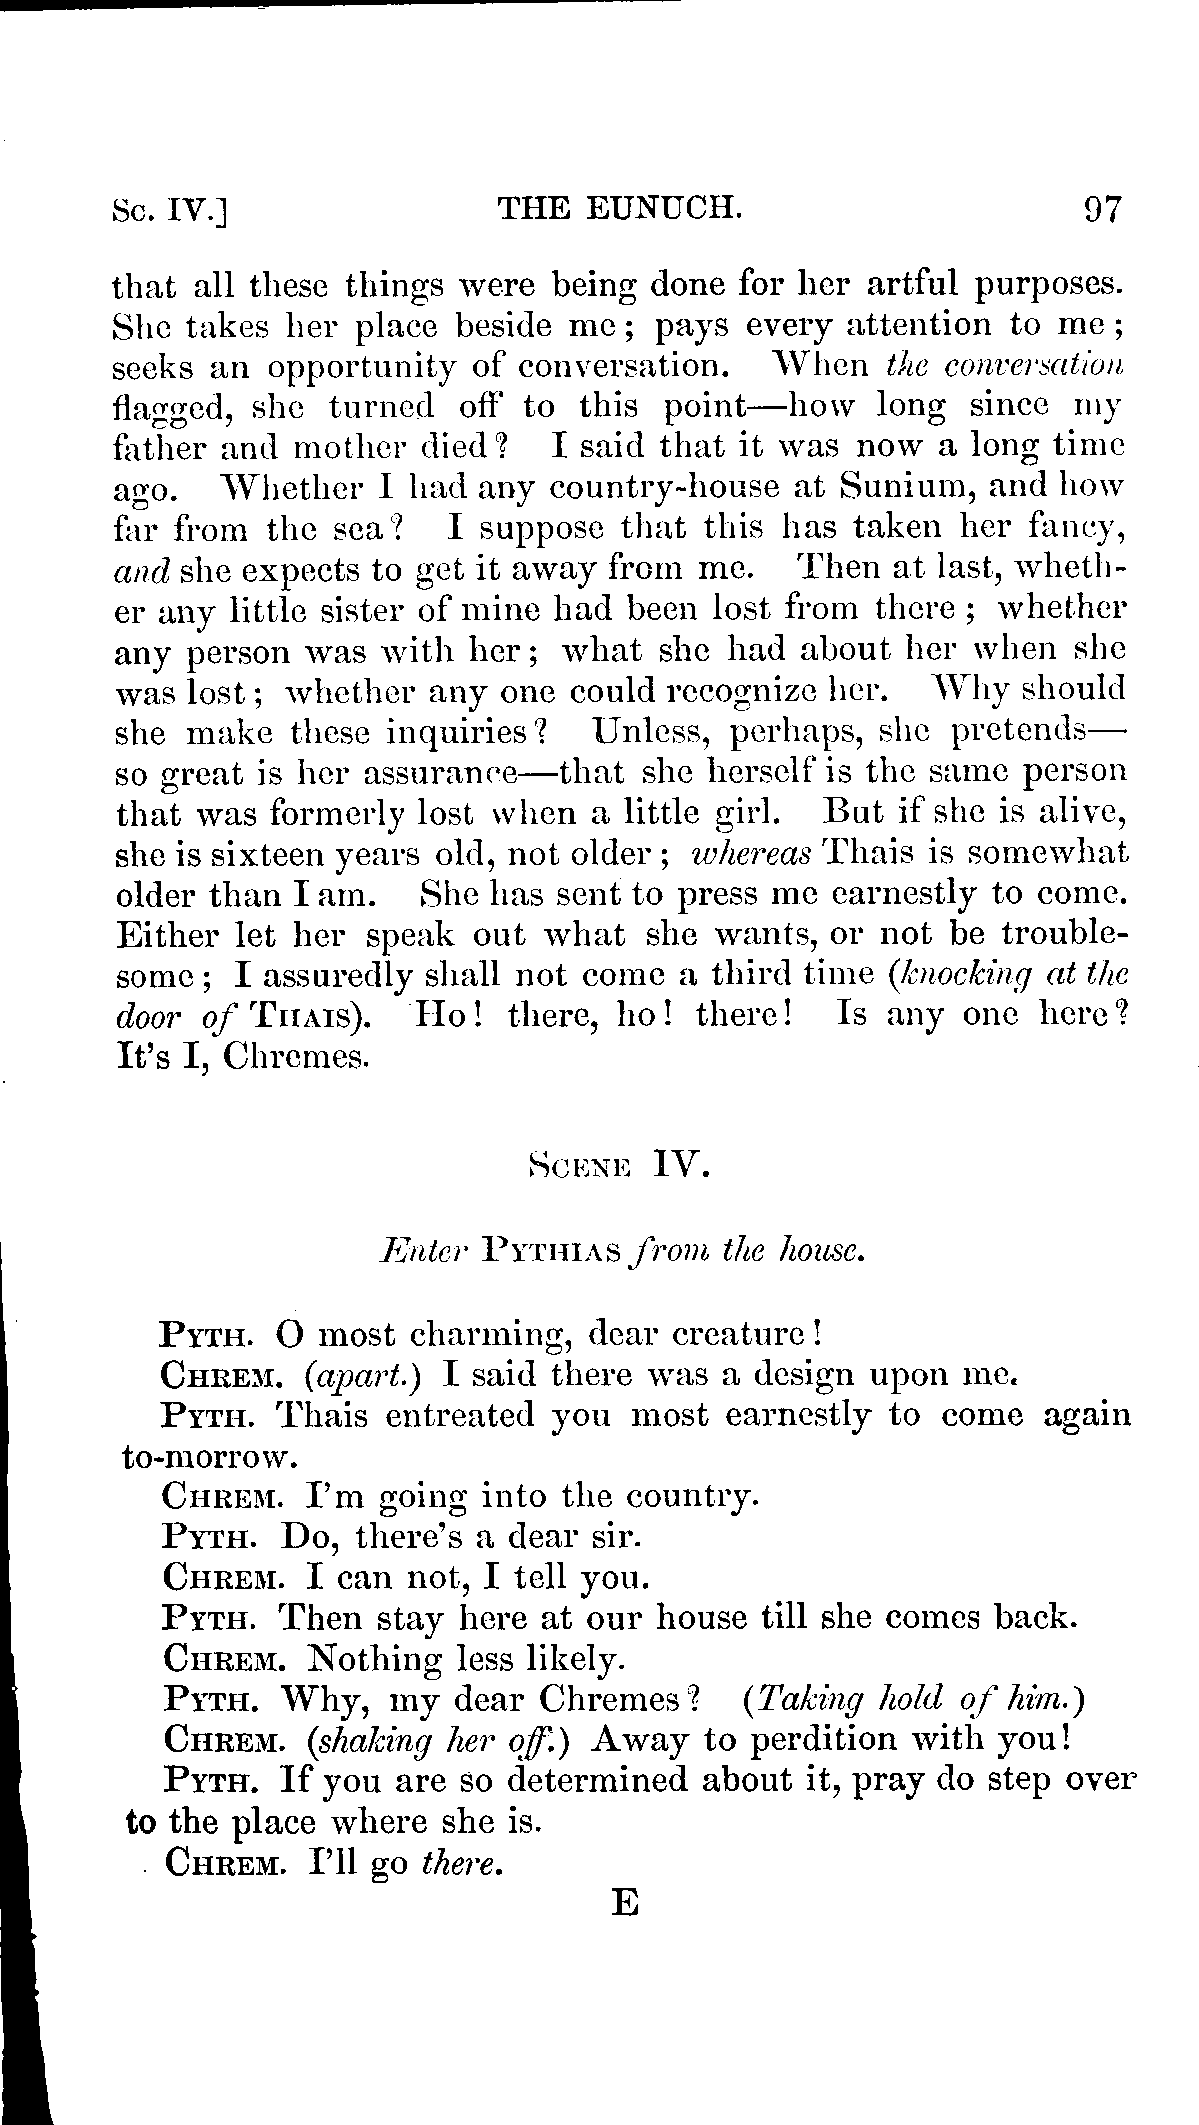 Sc. IV.] THE EUNUCH. 97
that all these things were being done for her artful purposes.
She takes her place beside me; pays every attention to me;
seeks an opportunity of conversation. When the conversation
flagged, she turned off to this point—how long since my
father and mother died? I said that it was now a long time
ago. Whether I had any country-house at Sunium, and how
far from the sea? I suppose that this has taken her fancy,
and she expects to get it away from me. Then at last, wheth-
er any little sister of mine had been lost from there; whether
any person was with her; what she had about her when she
was lost; whether any one could recognize her. Why should
she make these inquiries? Unless, perhaps, she pretends—
so great is her assurance—that she herself is the same person
that was formerly lost when a little girl. But if she is alive,
she is sixteen years old, not older; whereas Thais is somewhat
older than I am. She has sent to press me earnestly to come.
Either let her speak out what she wants, or not be trouble-
some; I assuredly shall not come a third time (knocking at the
door of THAIS). Ho! there, ho! there! Is any one here?
It's I, Chremes.
SCENE IV.
Enter PYTHIAS from the house.
PYTH. O most charming, dear creature!
CHREM. (apart.) I said there was a design upon me.
PYTH. Thais entreated you most earnestly to come again
to-morrow.
CHREM. I'm going into the country.
PYTH. Do, there's a dear sir.
CHREM. I can not, I tell you.
PYTH. Then stay here at our house till she comes back.
CHREM. Nothing less likely.
PYTH. Why, my dear Chremes? (Taking hold of him.)
CHREM. (shaking her off.) Away to perdition with you!
PYTH. If you are so determined about it, pray do step over
to the place where she is.
CHREM. I'll go there.
E